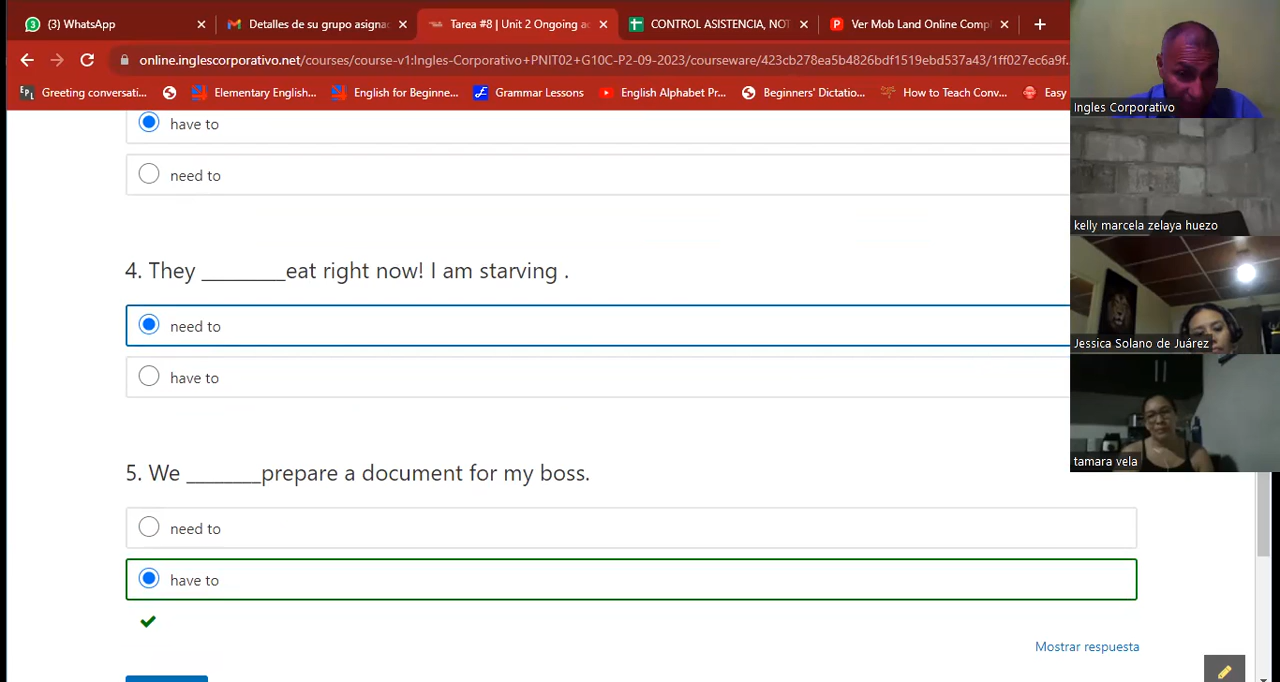 (3) WhatsApp
Detalles de su grupo asigna
Tarea #8 | Unit 2 Ongoing ac
CONTROL ASISTENCIA, NOT
Ver Mob Land Online Comp
online.inglescorporativo.net/courses/course-v1:Ingles-Corporativo+PNIT02+G10C-P2-09-2023/courseware/423cb278ea5b4826bdf1519ebd537a43/1ff027ec6a9f.
Greeting conversati...
Elementary English...
English for Beginne...
Grammar Lessons
English Alphabet Pr...
Beginners' Dictatio...
How to Teach Conv...
Easy
Ingles Corporativo
have to
need to
kelly marcela zelaya huezo
4. They ________eat right now! I am starving .
need to
Jessica Solano de Juárez
have to
tamara vela
5. We _______prepare a document for my boss.
need to
have to
Mostrar respuesta